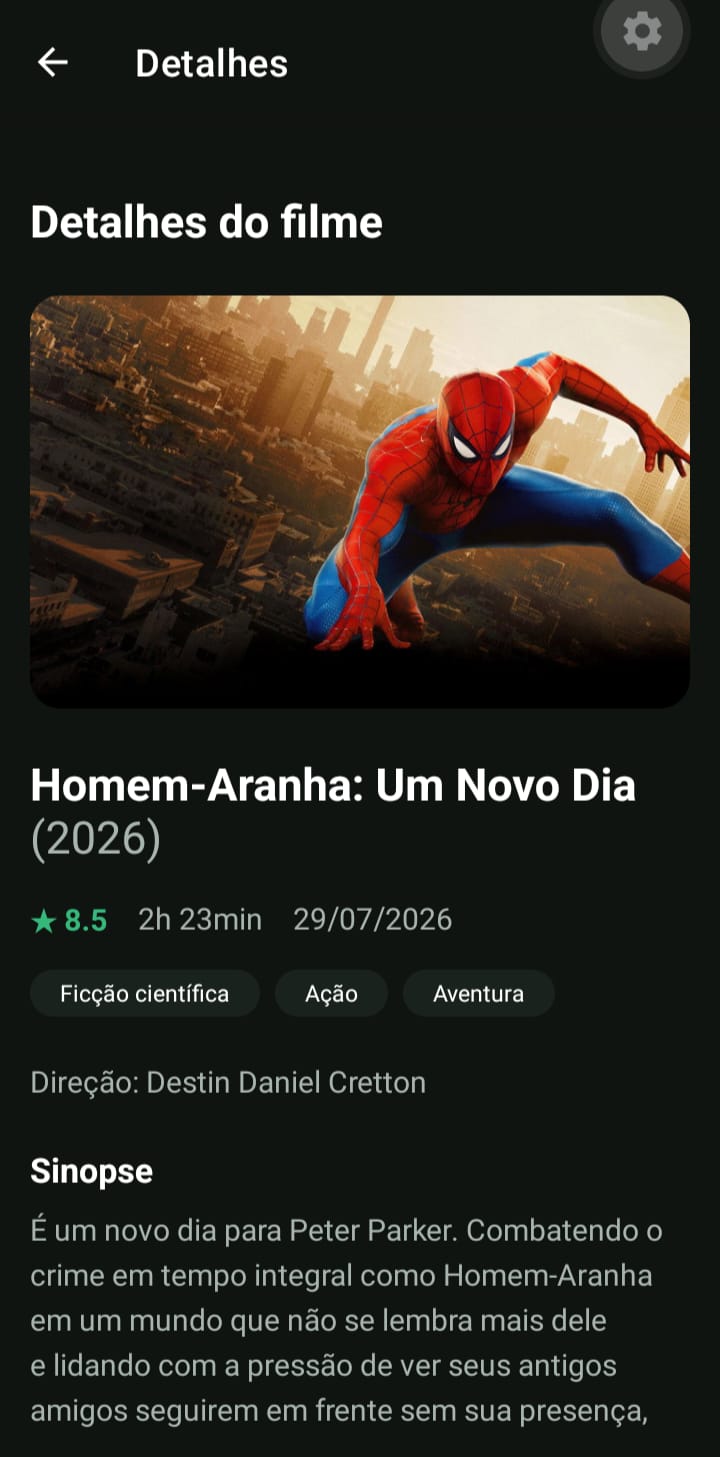 Detalhes
Detalhes do filme
Homem-Aranha: Um Novo Dia
(2026)
★ 8.5 2h 23min 29/07/2026
Ficção científica Ação Aventura
Direção: Destin Daniel Cretton
Sinopse
É um novo dia para Peter Parker. Combatendo o
crime em tempo integral como Homem-Aranha
em um mundo que não se lembra mais dele
e lidando com a pressão de ver seus antigos
amigos seguirem em frente sem sua presença,